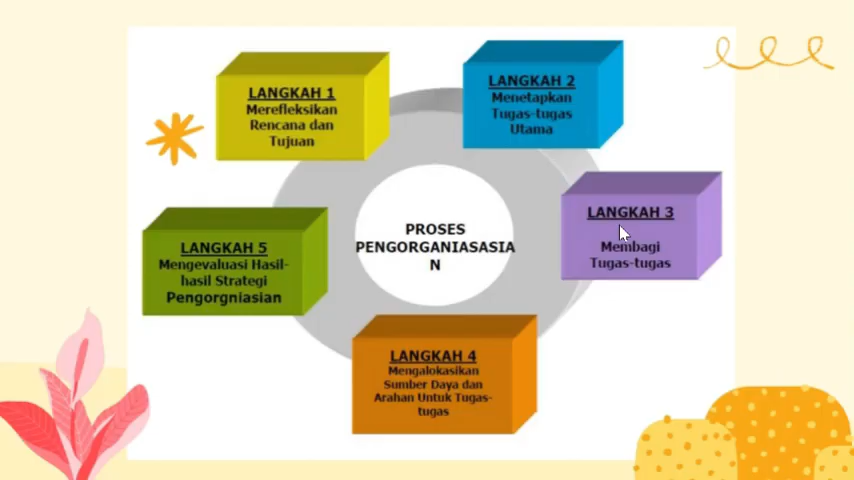 LANGKAH 1
Merefleksikan
Rencana dan
Tujuan
LANGKAH 2
Menetapkan
Tugas-tugas
Utama
LANGKAH 3
Membagi
Tugas-tugas
LANGKAH 4
Mengalokasikan
Sumber Daya dan
Arahan Untuk Tugas-
tugas
LANGKAH 5
Mengevaluasi Hasil-
hasil Strategi
Pengorgniasian
PROSES
PENGORGANIASASIA
N